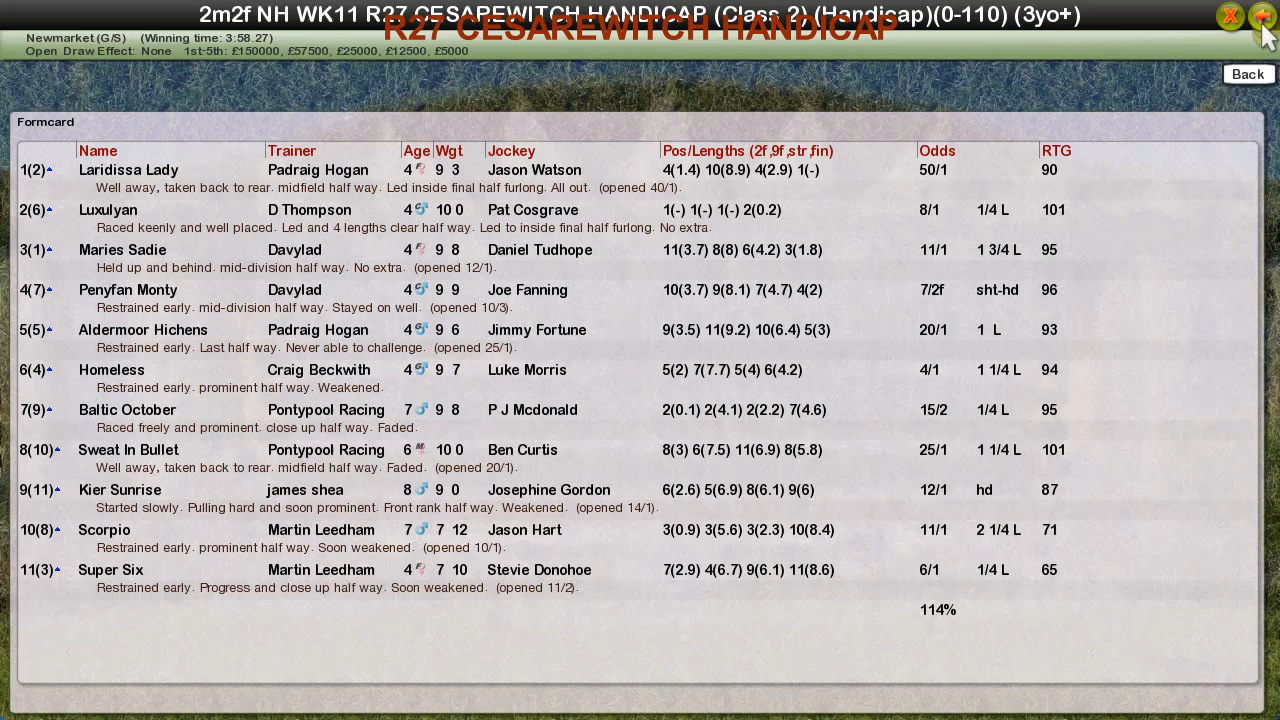 2m2f NH WK11 R27 CESAREWITCH HANDICAP (Class 2) (Handicap)(0-110) (3yo+)
R27 CESAREWITCH HANDICAP
X
Newmarket (G/S) (Winning time: 3:58.27)
Open Draw Effect: None 1st-5th: £150000, £57500, £25000, £12500, £5000
Back
Formcard
Name Trainer Age Wgt Jockey Pos/Lengths (2f,9f,str,fin) Odds RTG
1(2) Laridissa Lady Padraig Hogan 4 F 9 3 Jason Watson 4(1.4) 10(8.9) 4(2.9) 1(-) 50/1 90
Well away, taken back to rear. midfield half way. Led inside final half furlong. All out. (opened 40/1).
2(6) Luxulyan D Thompson 4 G 10 0 Pat Cosgrave 1(-) 1(-) 1(-) 2(0.2) 8/1 1/4 L 101
Raced keenly and well placed. Led and 4 lengths clear half way. Led to inside final half furlong. No extra.
3(1) Maries Sadie Davylad 4 F 9 8 Daniel Tudhope 11(3.7) 8(8) 6(4.2) 3(1.8) 11/1 1 3/4 L 95
Held up and behind. mid-division half way. No extra. (opened 12/1).
4(7) Penyfan Monty Davylad 4 G 9 9 Joe Fanning 10(3.7) 9(8.1) 7(4.7) 4(2) 7/2f sht-hd 96
Restrained early. mid-division half way. Stayed on well. (opened 10/3).
5(5) Aldermoor Hichens Padraig Hogan 4 G 9 6 Jimmy Fortune 9(3.5) 11(9.2) 10(6.4) 5(3) 20/1 1 L 93
Restrained early. Last half way. Never able to challenge. (opened 25/1).
6(4) Homeless Craig Beckwith 4 G 9 7 Luke Morris 5(2) 7(7.7) 5(4) 6(4.2) 4/1 1 1/4 L 94
Restrained early. prominent half way. Weakened.
7(9) Baltic October Pontypool Racing 7 9 8 P J Mcdonald 2(0.1) 2(4.1) 2(2.2) 7(4.6) 15/2 1/4 L 95
Raced freely and prominent. close up half way. Faded.
8(10) Sweat In Bullet Pontypool Racing 6 M 10 0 Ben Curtis 8(3) 6(7.5) 11(6.9) 8(5.8) 25/1 1 1/4 L 101
Well away, taken back to rear. midfield half way. Faded. (opened 20/1).
9(11) Kier Sunrise james shea 8 9 0 Josephine Gordon 6(2.6) 5(6.9) 8(6.1) 9(6) 12/1 hd 87
Started slowly. Pulling hard and soon prominent. Front rank half way. Weakened. (opened 14/1).
10(8) Scorpio Martin Leedham 7 G 7 12 Jason Hart 3(0.9) 3(5.6) 3(2.3) 10(8.4) 11/1 2 1/4 L 71
Restrained early. prominent half way. Soon weakened. (opened 10/1).
11(3) Super Six Martin Leedham 4 F 7 10 Stevie Donohoe 7(2.9) 4(6.7) 9(6.1) 11(8.6) 6/1 1/4 L 65
Restrained early. Progress and close up half way. Soon weakened. (opened 11/2).
114%